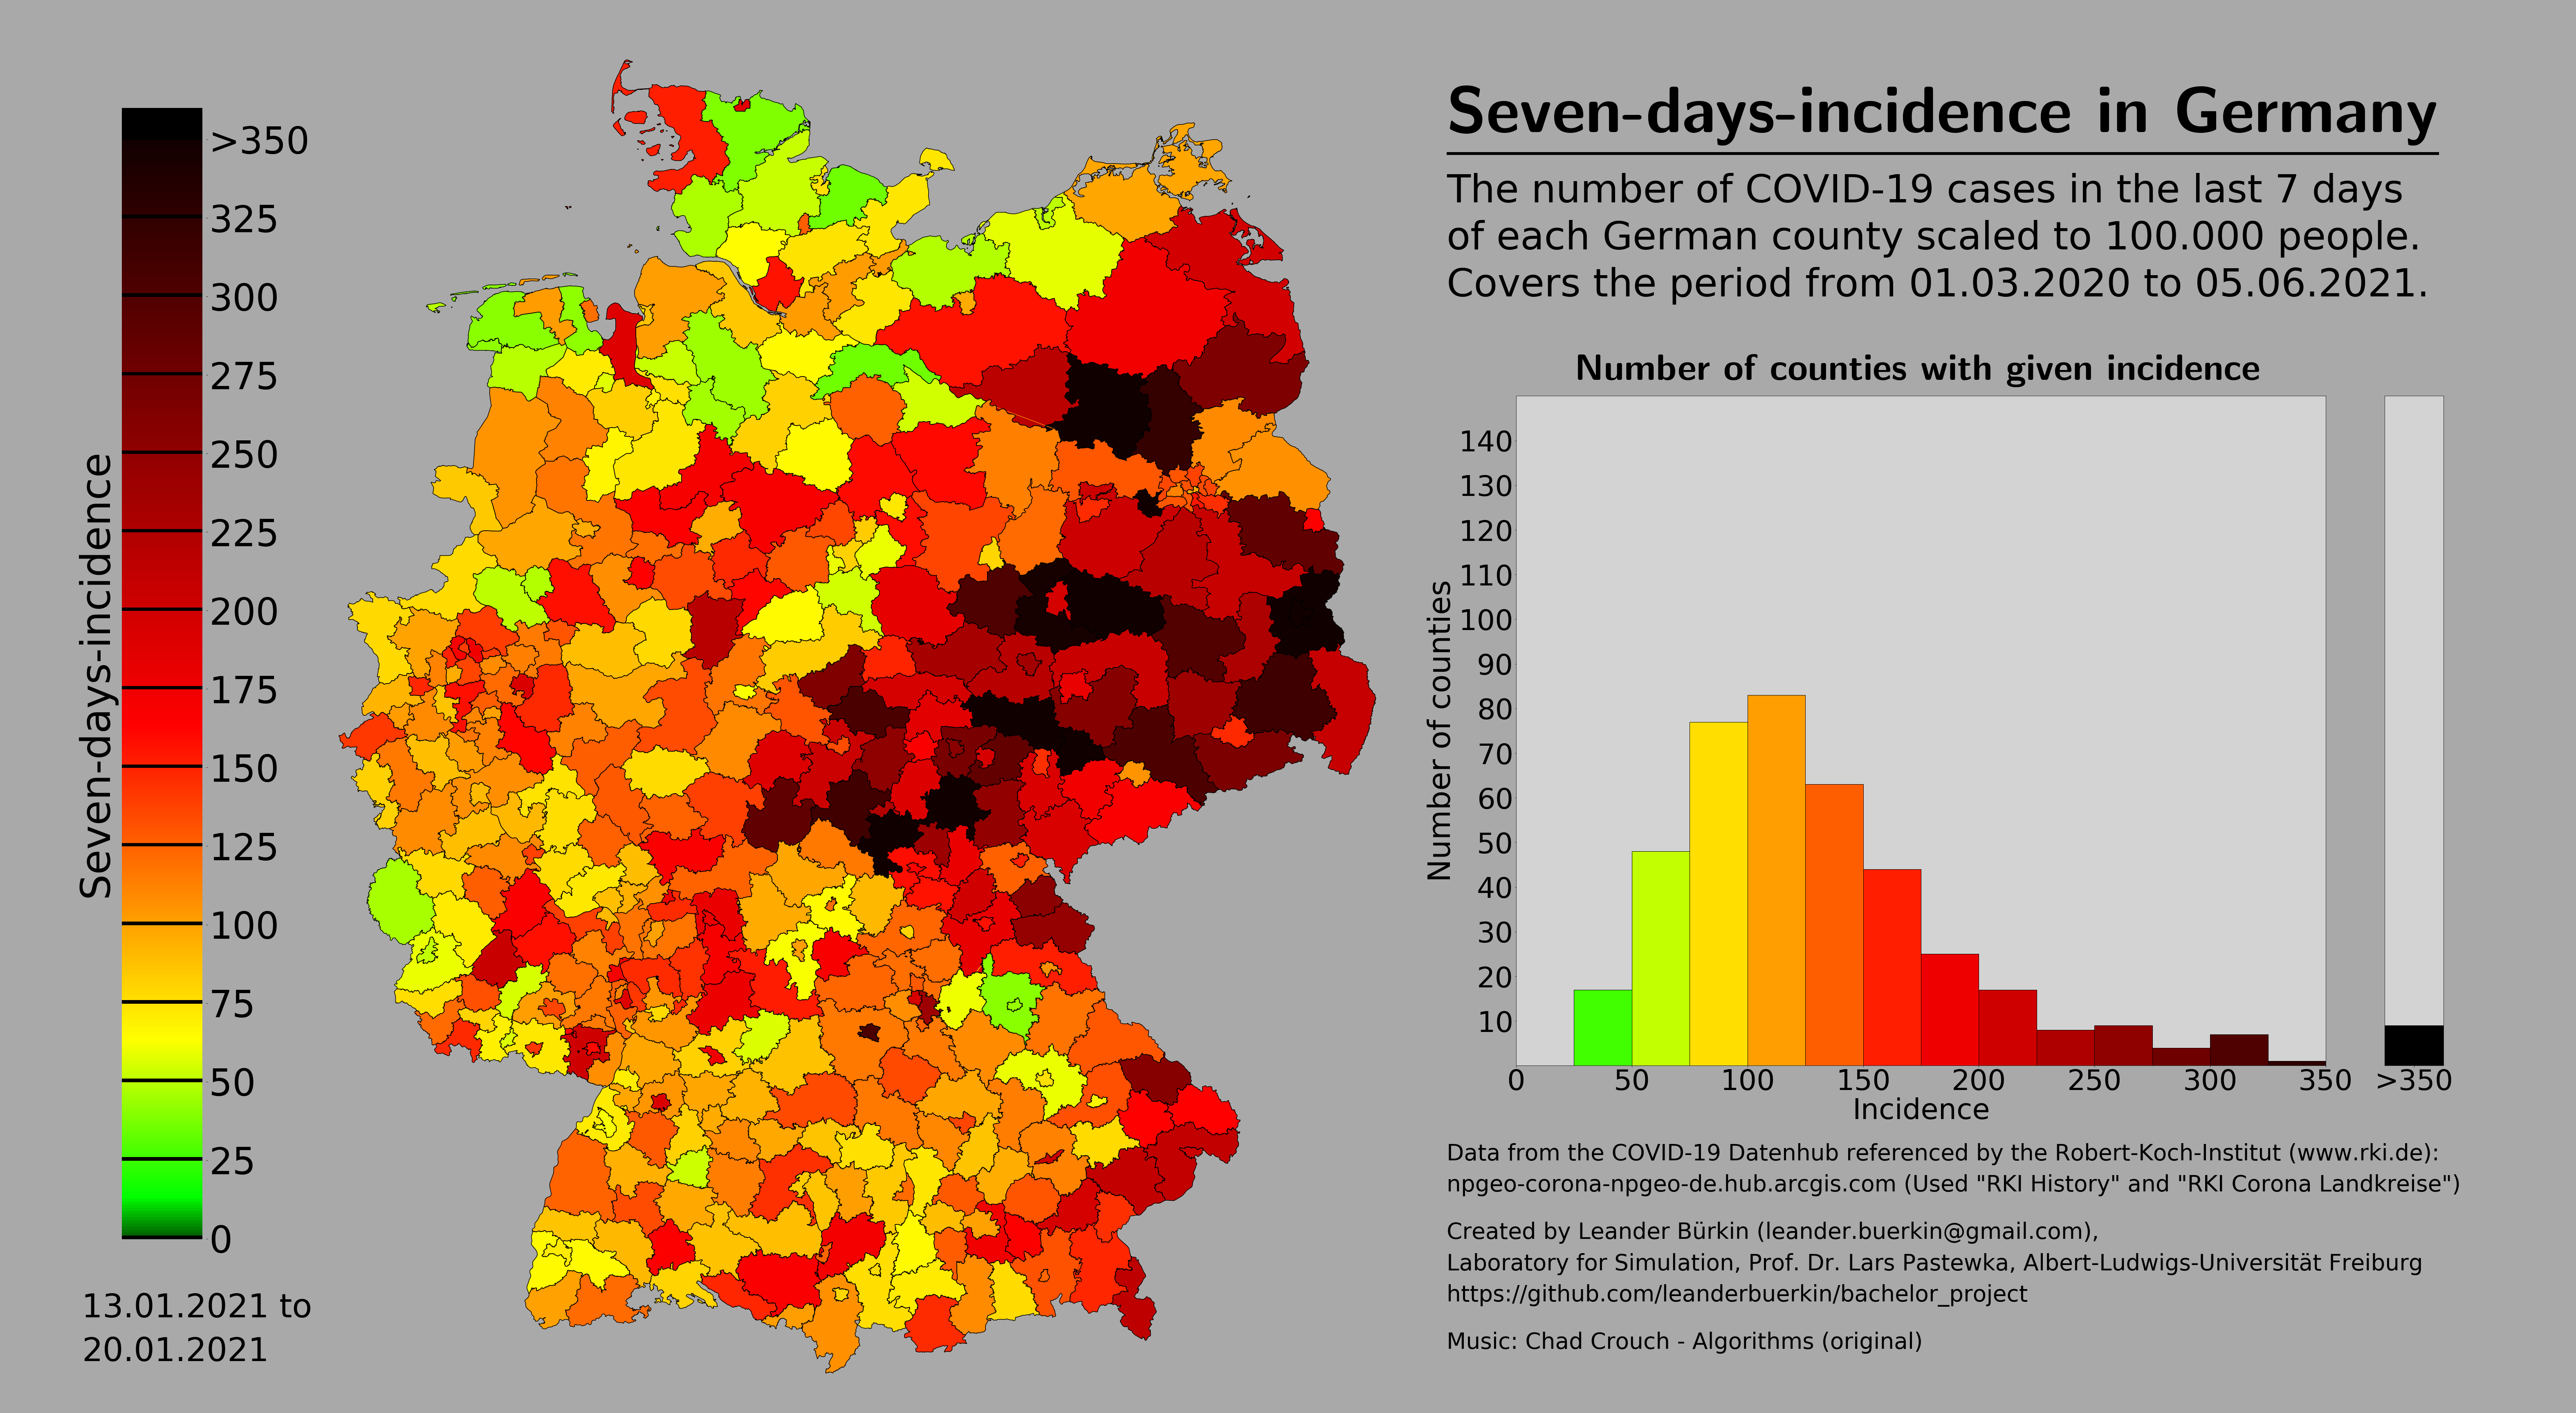 Seven-days-incidence in Germany
The number of COVID-19 cases in the last 7 days
of each German county scaled to 100.000 people.
Covers the period from 01.03.2020 to 05.06.2021.
Seven-days-incidence
>350
325
300
275
250
225
200
175
150
125
100
75
50
25
0
13.01.2021 to
20.01.2021
Number of counties with given incidence
Number of counties
140
130
120
110
100
90
80
70
60
50
40
30
20
10
0 50 100 150 200 250 300 350 >350
Incidence
Data from the COVID-19 Datenhub referenced by the Robert-Koch-Institut (www.rki.de):
npgeo-corona-npgeo-de.hub.arcgis.com (Used "RKI History" and "RKI Corona Landkreise")
Created by Leander Bürkin (leander.buerkin@gmail.com),
Laboratory for Simulation, Prof. Dr. Lars Pastewka, Albert-Ludwigs-Universität Freiburg
https://github.com/leanderbuerkin/bachelor_project
Music: Chad Crouch - Algorithms (original)